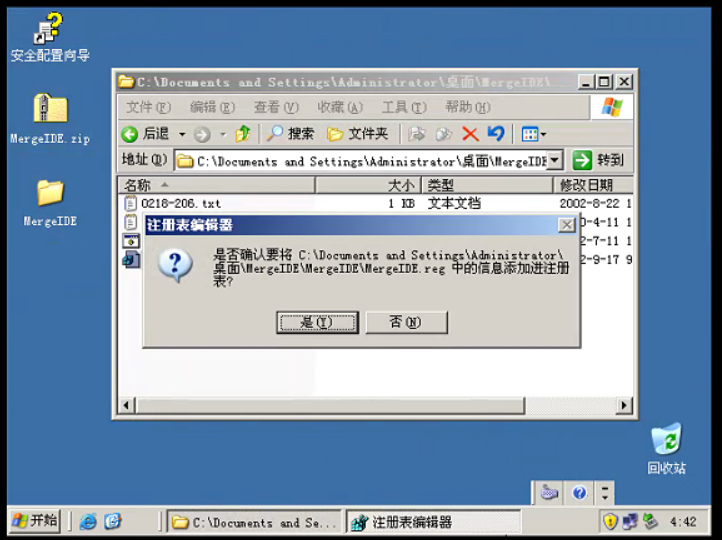 安全配置向导
MergeIDE.zip
MergeIDE
C:\Documents and Settings\Administrator\桌面\MergeIDE\
文件(F) 编辑(E) 查看(V) 收藏(A) 工具(T) 帮助(H)
后退 搜索 文件夹
地址(D) C:\Documents and Settings\Administrator\桌面\MergeIDE 转到
名称 大小 类型 修改日期
0218-206.txt 1 KB 文本文档 2002-8-22 1
0-4-11 1
2-7-11 1
2-9-17 9
注册表编辑器
是否确认要将 C:\Documents and Settings\Administrator\
桌面\MergeIDE\MergeIDE\MergeIDE.reg 中的信息添加进注册
表?
是(Y) 否(N)
回收站
开始 C:\Documents and Se... 注册表编辑器 4:42